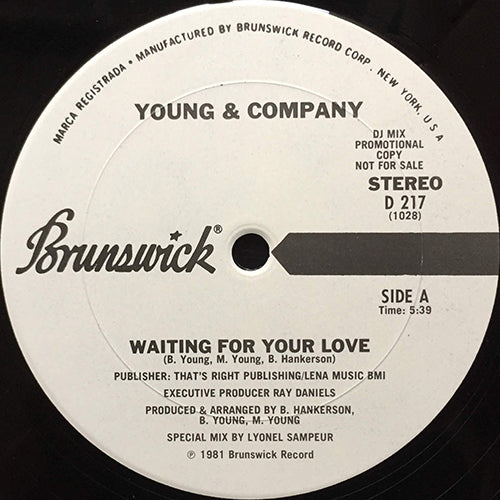 MARCA REGISTRADA • MANUFACTURED BY BRUNSWICK RECORD CORP. NEW YORK, U.S.A
YOUNG & COMPANY
DJ MIX
PROMOTIONAL
COPY
NOT FOR SALE
STEREO
D 217
(1028)
Brunswick®
SIDE A
Time: 5:39
WAITING FOR YOUR LOVE
(B. Young, M. Young, B. Hankerson)
PUBLISHER: THAT'S RIGHT PUBLISHING/LENA MUSIC BMI
EXECUTIVE PRODUCER RAY DANIELS
PRODUCED & ARRANGED BY B. HANKERSON,
B. YOUNG, M. YOUNG
SPECIAL MIX BY LYONEL SAMPEUR
℗ 1981 Brunswick Record